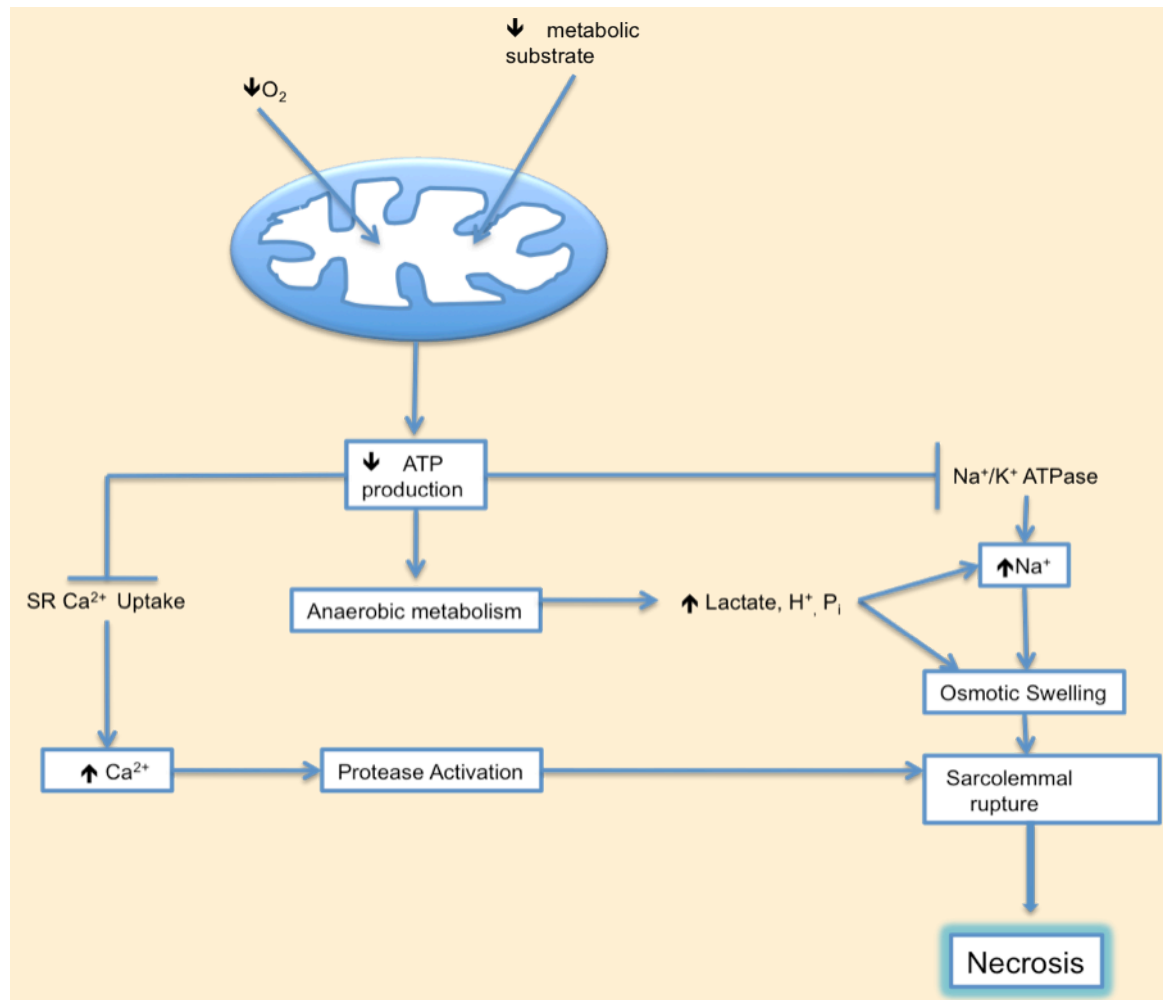 ↓ metabolic
substrate
↓O₂
↓ ATP
production
Na⁺/K⁺ ATPase
↑Na⁺
SR Ca²⁺ Uptake
Anaerobic metabolism
↑ Lactate, H⁺, Pᵢ
Osmotic Swelling
↑ Ca²⁺
Protease Activation
Sarcolemmal
rupture
Necrosis